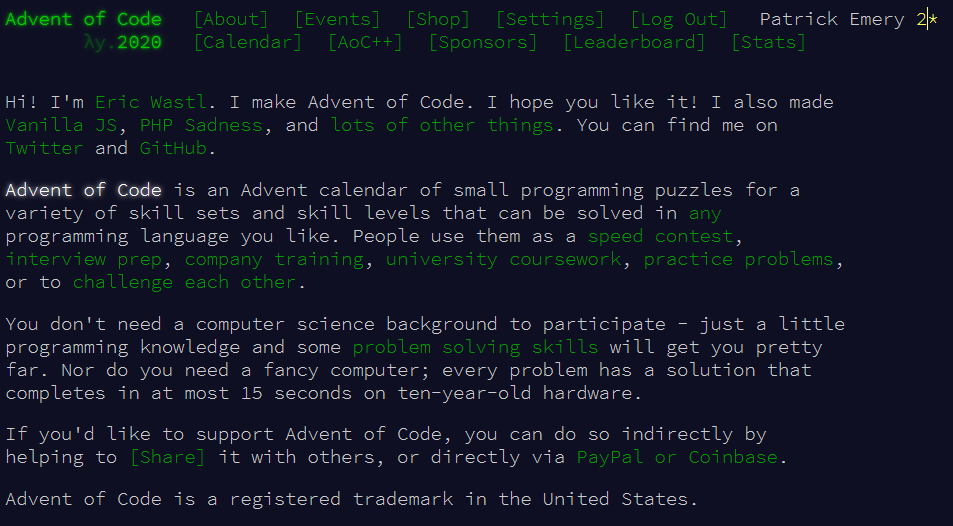 Advent of Code [About] [Events] [Shop] [Settings] [Log Out] Patrick Emery 2*
λy.2020 [Calendar] [AoC++] [Sponsors] [Leaderboard] [Stats]
Hi! I'm Eric Wastl. I make Advent of Code. I hope you like it! I also made
Vanilla JS, PHP Sadness, and lots of other things. You can find me on
Twitter and GitHub.
Advent of Code is an Advent calendar of small programming puzzles for a
variety of skill sets and skill levels that can be solved in any
programming language you like. People use them as a speed contest,
interview prep, company training, university coursework, practice problems,
or to challenge each other.
You don't need a computer science background to participate - just a little
programming knowledge and some problem solving skills will get you pretty
far. Nor do you need a fancy computer; every problem has a solution that
completes in at most 15 seconds on ten-year-old hardware.
If you'd like to support Advent of Code, you can do so indirectly by
helping to [Share] it with others, or directly via PayPal or Coinbase.
Advent of Code is a registered trademark in the United States.